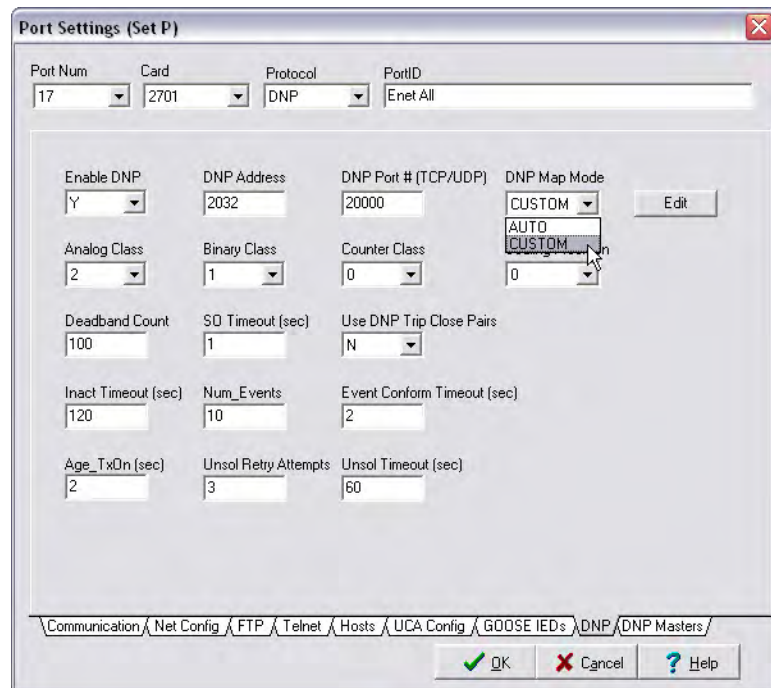 Port Settings (Set P)
Port Num Card Protocol PortID
17 2701 DNP Enet All
Enable DNP DNP Address DNP Port # (TCP/UDP) DNP Map Mode
Y 2032 20000 CUSTOM Edit
AUTO
CUSTOM
Analog Class Binary Class Counter Class
2 1 0 0
Deadband Count SO Timeout (sec) Use DNP Trip Close Pairs
100 1 N
Inact Timeout (sec) Num_Events Event Conform Timeout (sec)
120 10 2
Age_TxOn (sec) Unsol Retry Attempts Unsol Timeout (sec)
2 3 60
Communication Net Config FTP Telnet Hosts UCA Config GOOSE IEDs DNP DNP Masters
OK Cancel Help